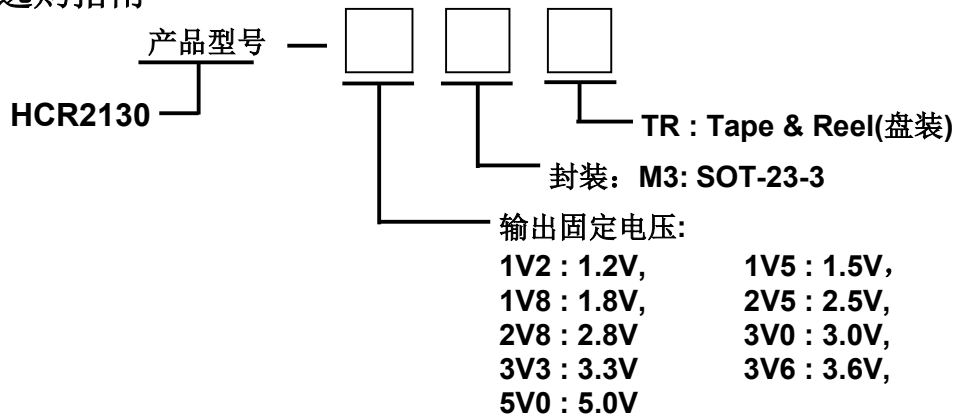 产品型号 —
HCR2130
TR : Tape & Reel(盘装)
封装：M3: SOT-23-3
输出固定电压:
1V2 : 1.2V, 1V5 : 1.5V，
1V8 : 1.8V, 2V5 : 2.5V,
2V8 : 2.8V 3V0 : 3.0V,
3V3 : 3.3V 3V6 : 3.6V,
5V0 : 5.0V